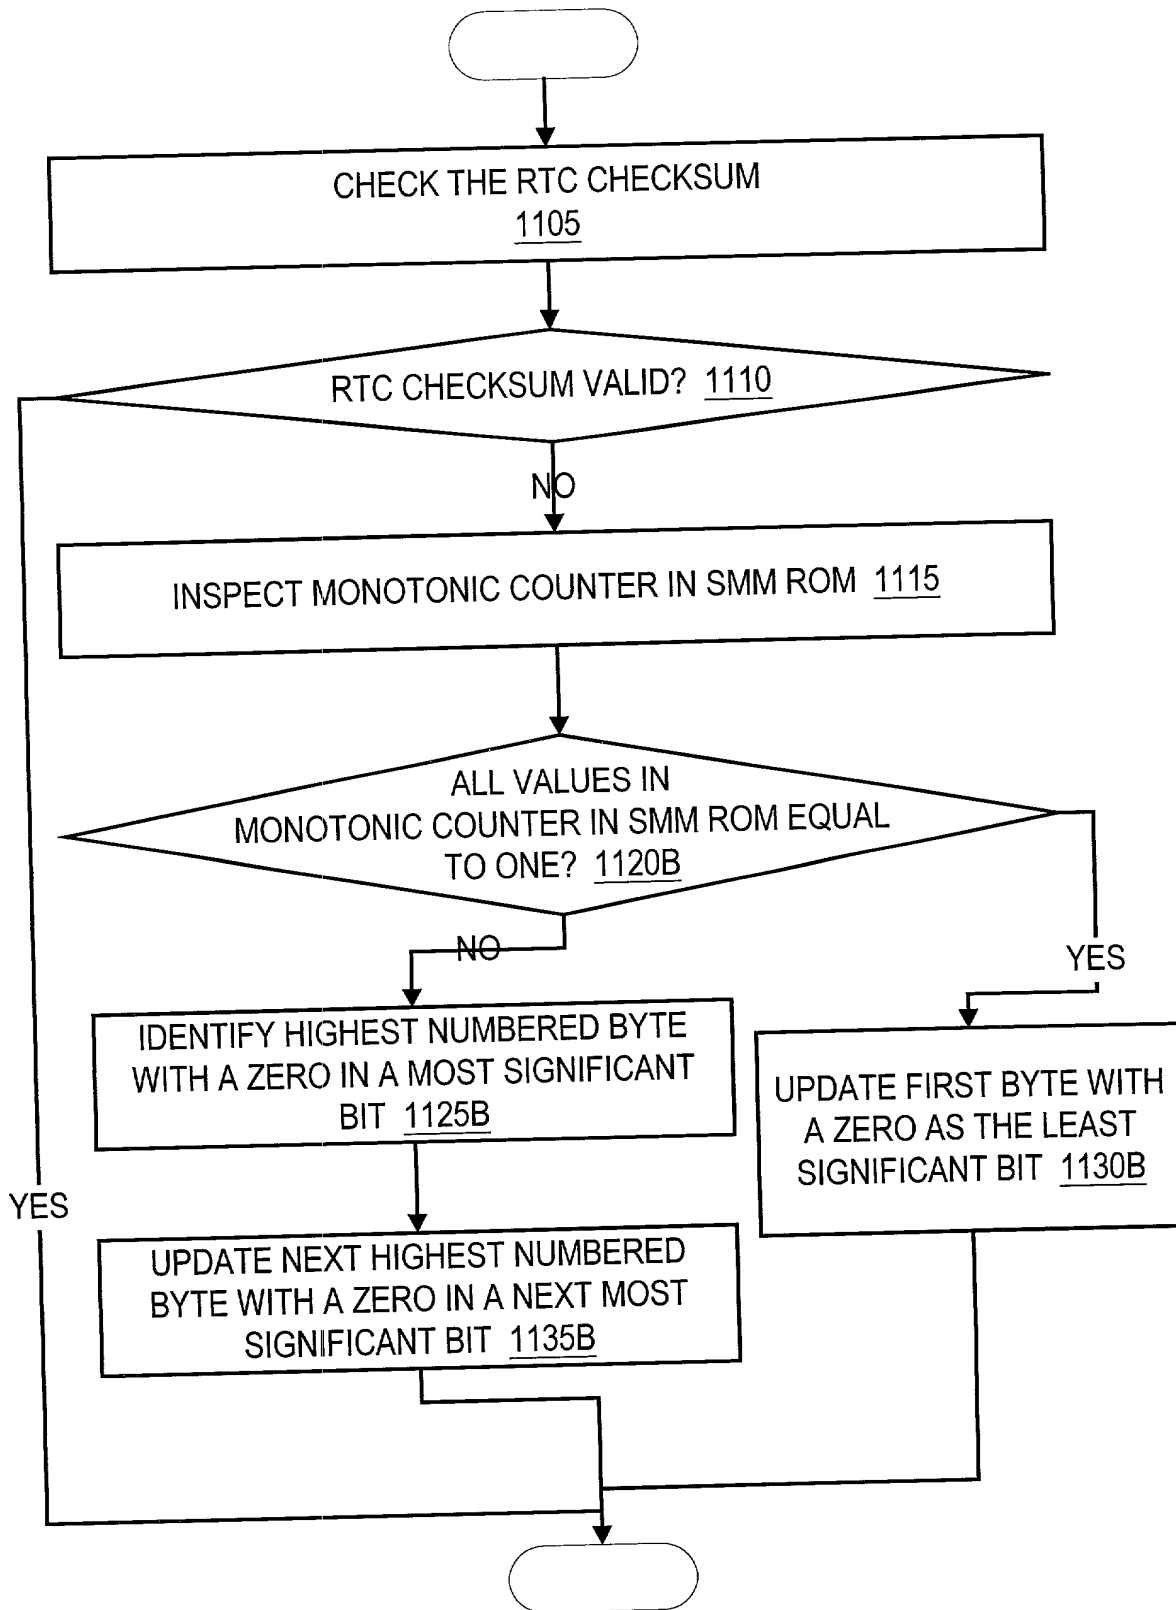 CHECK THE RTC CHECKSUM
1105
RTC CHECKSUM VALID? 1110
NO
INSPECT MONOTONIC COUNTER IN SMM ROM 1115
ALL VALUES IN
MONOTONIC COUNTER IN SMM ROM EQUAL
TO ONE? 1120B
NO
YES
IDENTIFY HIGHEST NUMBERED BYTE
WITH A ZERO IN A MOST SIGNIFICANT
BIT 1125B
UPDATE FIRST BYTE WITH
A ZERO AS THE LEAST
SIGNIFICANT BIT 1130B
YES
UPDATE NEXT HIGHEST NUMBERED
BYTE WITH A ZERO IN A NEXT MOST
SIGNIFICANT BIT 1135B